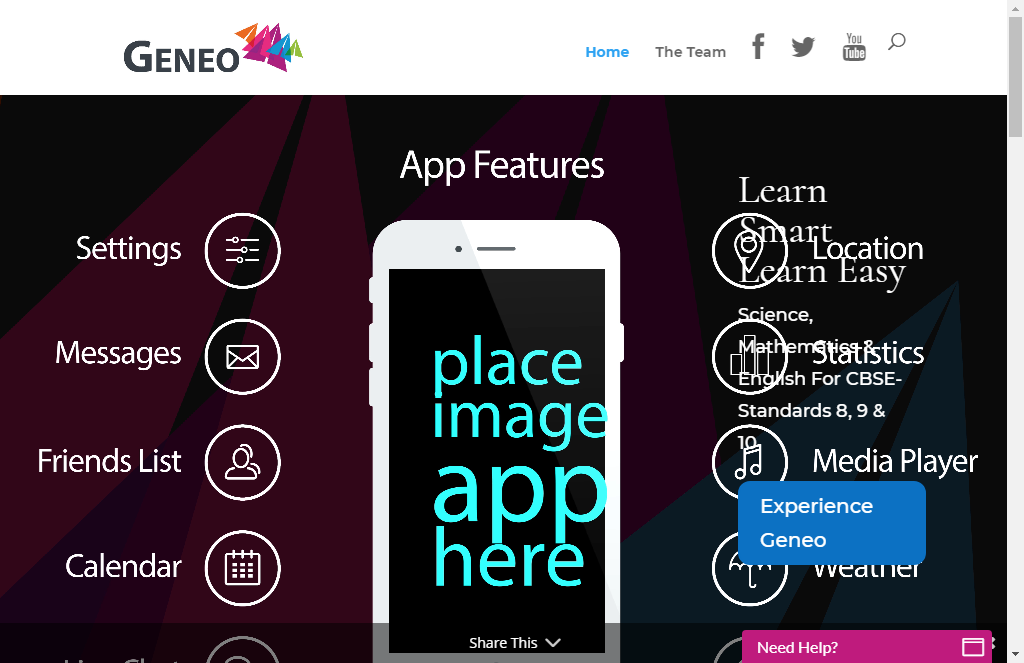 GENEO
Home The Team
You
Tube
App Features
Learn
Smart
Learn Easy
Settings
Location
Science,
Mathematics &
English For CBSE-
Standards 8, 9 &
10
Messages
Statistics
place
image
app
here
Friends List
Media Player
Experience
Geneo
Calendar
Weather
Share This
Need Help?